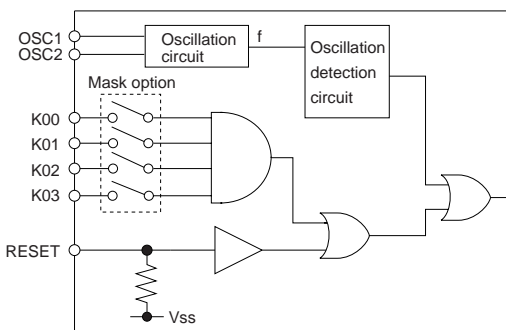 OSC1
OSC2
Oscillation
circuit
f
Oscillation
detection
circuit
Mask option
K00
K01
K02
K03
RESET
Vss